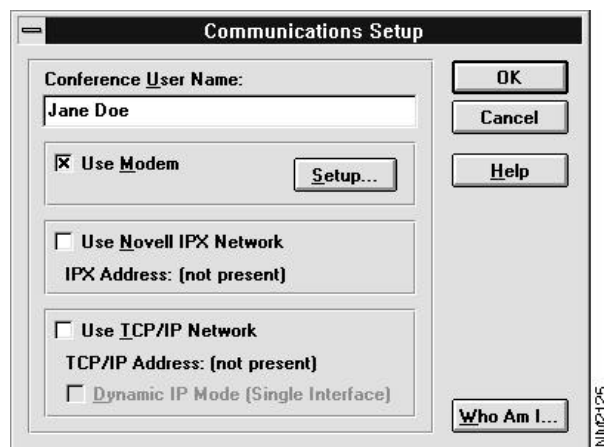 Communications Setup
Conference User Name:
Jane Doe
OK
Cancel
Use Modem
Setup...
Help
Use Novell IPX Network
IPX Address: (not present)
Use TCP/IP Network
TCP/IP Address: (not present)
Dynamic IP Mode (Single Interface)
Who Am I...